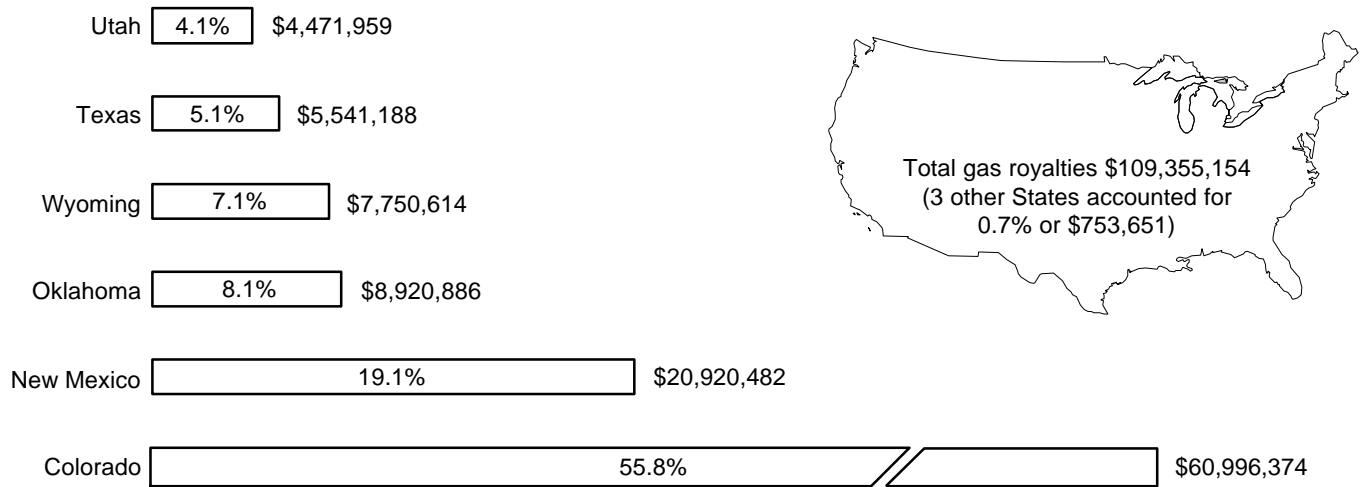 Utah 4.1% $4,471,959
Texas 5.1% $5,541,188
Wyoming 7.1% $7,750,614
Oklahoma 8.1% $8,920,886
New Mexico 19.1% $20,920,482
Colorado 55.8% $60,996,374
Total gas royalties $109,355,154
(3 other States accounted for
0.7% or $753,651)